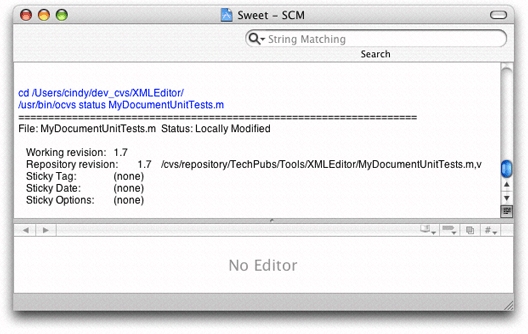 Sweet – SCM
String Matching
Search
cd /Users/cindy/dev_cvs/XMLEditor/
/usr/bin/ocvs status MyDocumentUnitTests.m
===================================================================
File: MyDocumentUnitTests.m Status: Locally Modified
Working revision: 1.7
Repository revision: 1.7 /cvs/repository/TechPubs/Tools/XMLEditor/MyDocumentUnitTests.m,v
Sticky Tag: (none)
Sticky Date: (none)
Sticky Options: (none)
#
No Editor